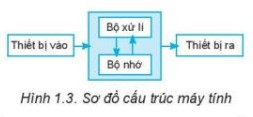 Bộ xử lí
Thiết bị vào
Thiết bị ra
Bộ nhớ
Hình 1.3. Sơ đồ cấu trúc máy tính